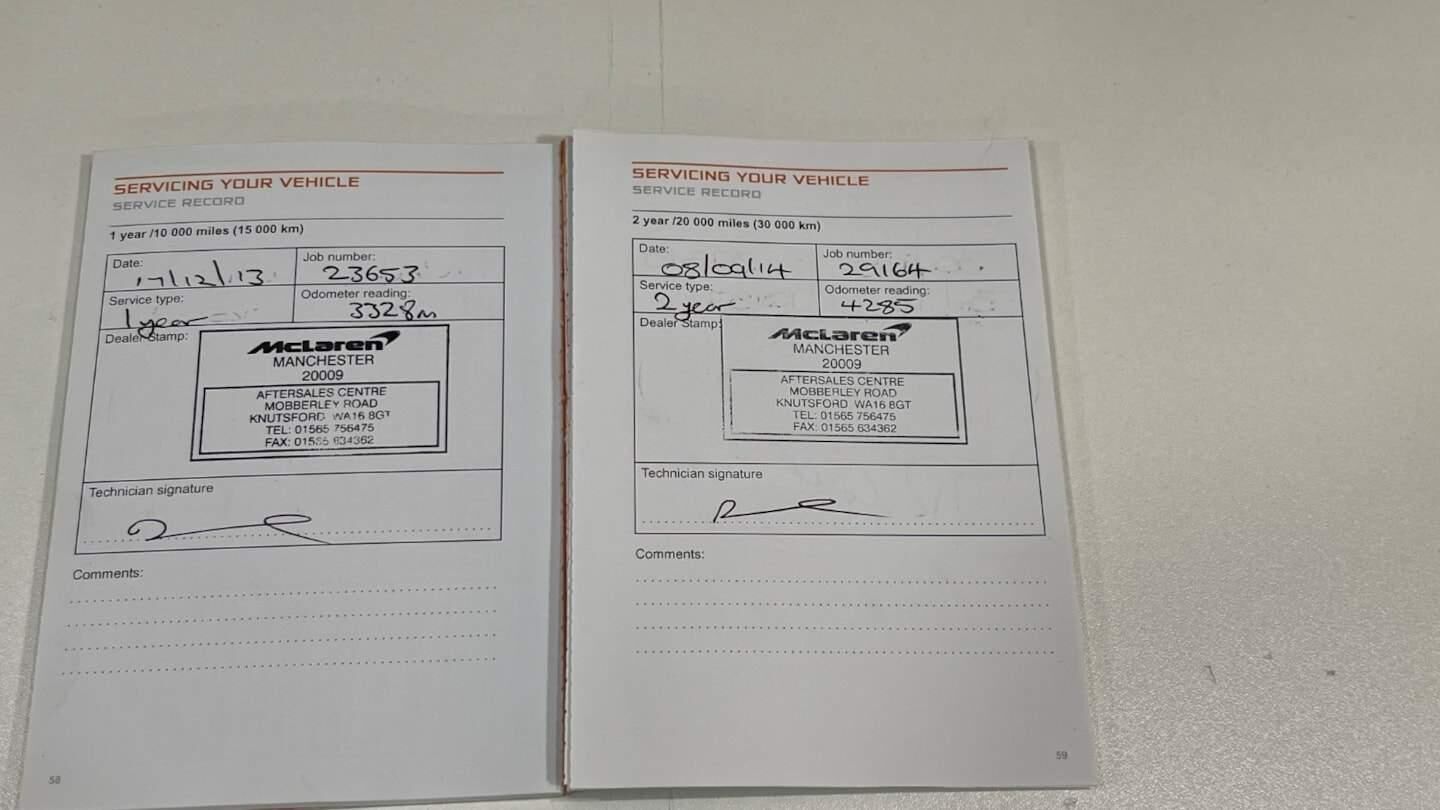 SERVICING YOUR VEHICLE
SERVICE RECORD
1 year /10 000 miles (15 000 km)
Date:
17/12/13
Job number:
23653
Service type:
1 year
Odometer reading:
3328m
Dealer Stamp:
McLaren
MANCHESTER
20009
AFTERSALES CENTRE
MOBBERLEY ROAD
KNUTSFORD WA16 8GT
TEL: 01565 756475
FAX: 01565 634362
Technician signature
Comments:
58
SERVICING YOUR VEHICLE
SERVICE RECORD
2 year /20 000 miles (30 000 km)
Date:
08/09/14
Job number:
29164
Service type:
2 year
Odometer reading:
4285
Dealer Stamp:
McLaren
MANCHESTER
20009
AFTERSALES CENTRE
MOBBERLEY ROAD
KNUTSFORD WA16 8GT
TEL: 01565 756475
FAX: 01565 634362
Technician signature
Comments:
59